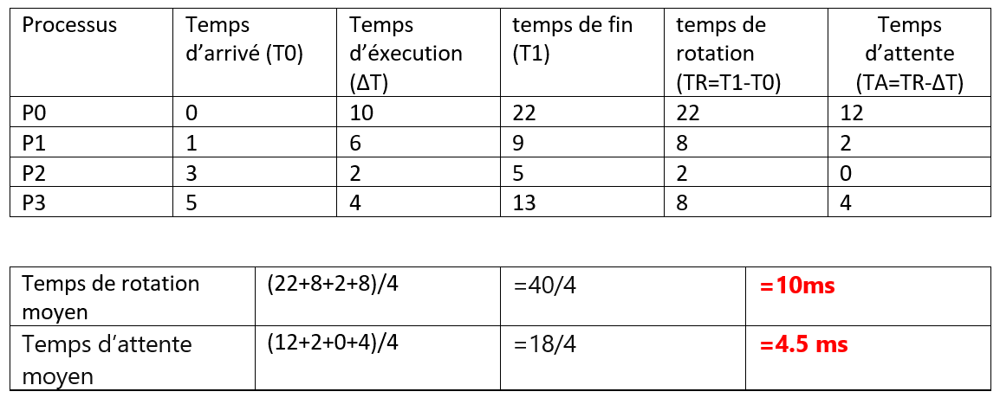 Processus Temps d'arrivé (T0) Temps d'éxecution (ΔT) temps de fin (T1) temps de rotation (TR=T1-T0) Temps d'attente (TA=TR-ΔT)
P0 0 10 22 22 12
P1 1 6 9 8 2
P2 3 2 5 2 0
P3 5 4 13 8 4
Temps de rotation moyen (22+8+2+8)/4 =40/4 =10ms
Temps d'attente moyen (12+2+0+4)/4 =18/4 =4.5 ms